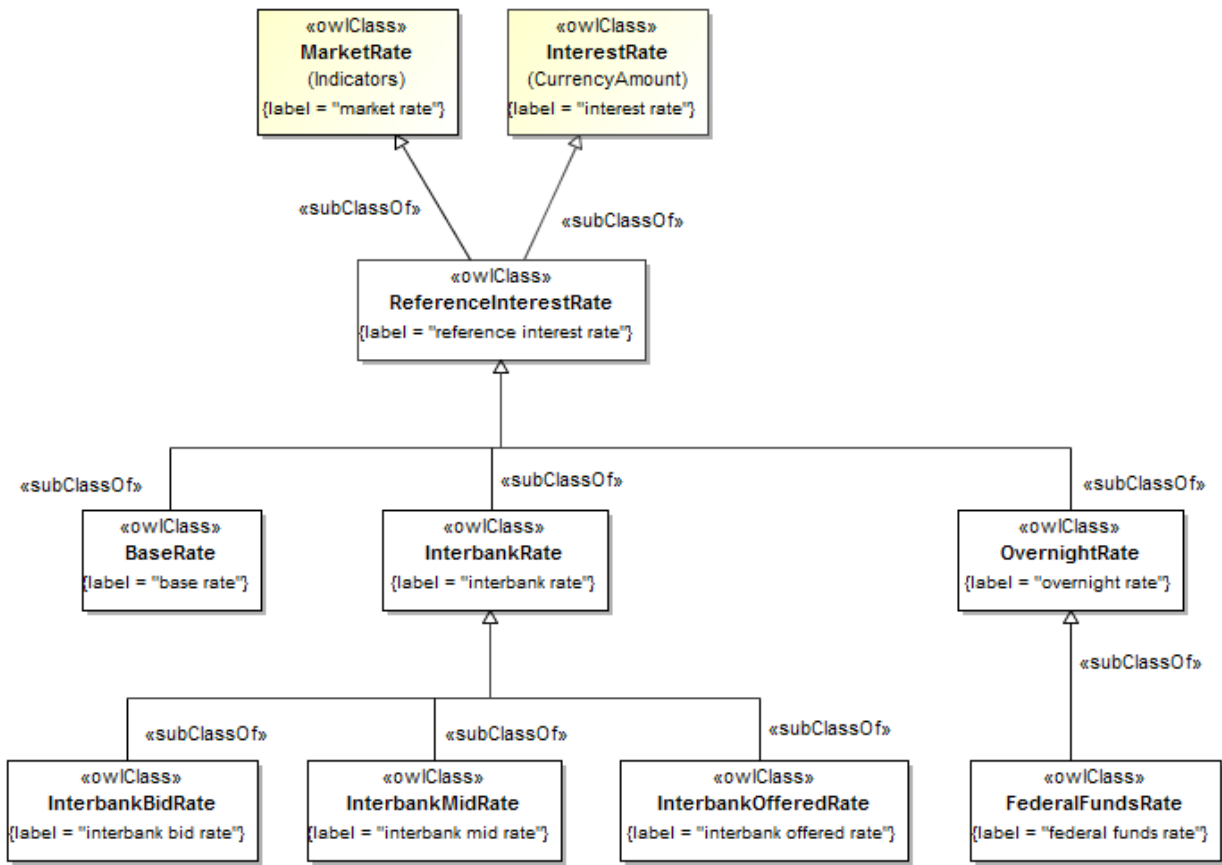 «owlClass»
MarketRate
(Indicators)
{label = "market rate"}
«owlClass»
InterestRate
(CurrencyAmount)
{label = "interest rate"}
«subClassOf»
«subClassOf»
«owlClass»
ReferenceInterestRate
{label = "reference interest rate"}
«subClassOf»
«subClassOf»
«subClassOf»
«owlClass»
BaseRate
{label = "base rate"}
«owlClass»
InterbankRate
{label = "interbank rate"}
«owlClass»
OvernightRate
{label = "overnight rate"}
«subClassOf»
«subClassOf»
«subClassOf»
«subClassOf»
«owlClass»
InterbankBidRate
{label = "interbank bid rate"}
«owlClass»
InterbankMidRate
{label = "interbank mid rate"}
«owlClass»
InterbankOfferedRate
{label = "interbank offered rate"}
«owlClass»
FederalFundsRate
{label = "federal funds rate"}